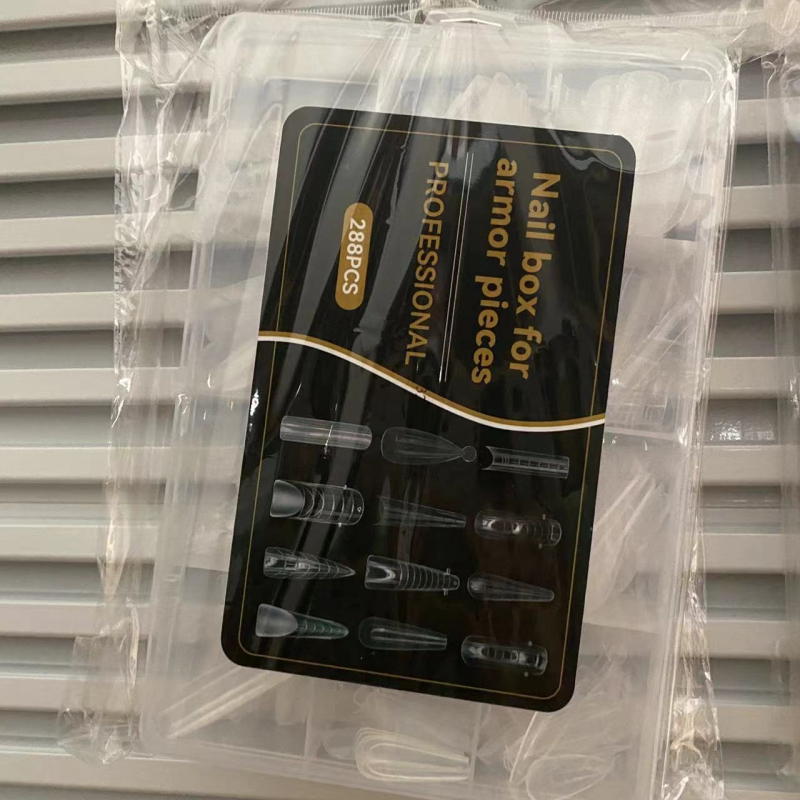 Nail box for
armor pieces
PROFESSIONAL
288PCS